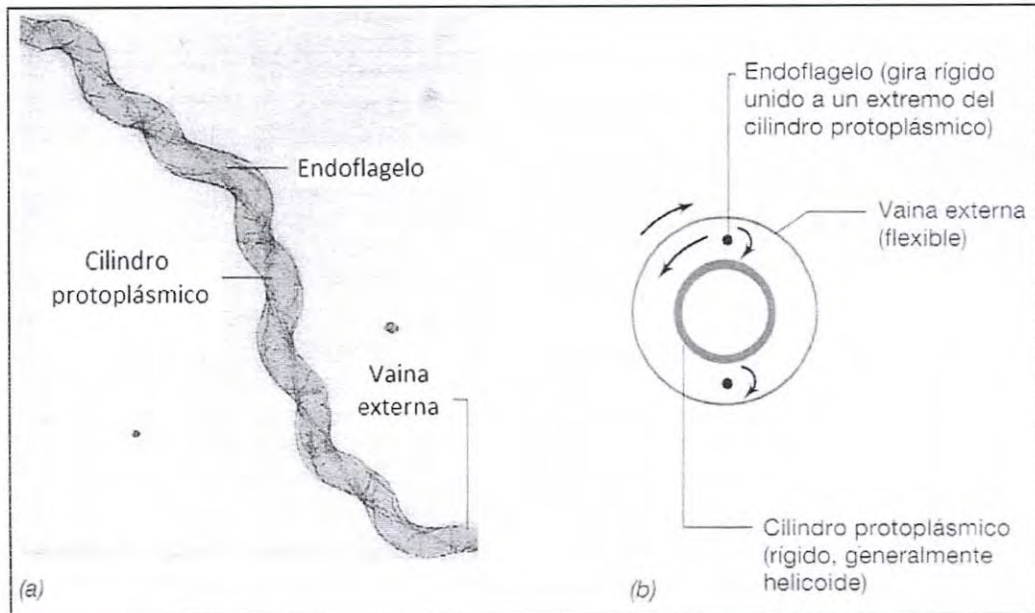 Endoflagelo
Cilindro
protoplásmico
Vaina
externa
(a)
Endoflagelo (gira rígido
unido a un extremo del
cilindro protoplásmico)
Vaina externa
(flexible)
Cilindro protoplásmico
(rígido, generalmente
helicoide)
(b)